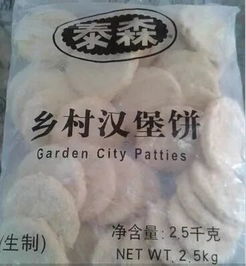 泰森
乡村汉堡饼
Garden City Patties
净含量: 2.5千克
(生制)
NET WT. 2.5kg